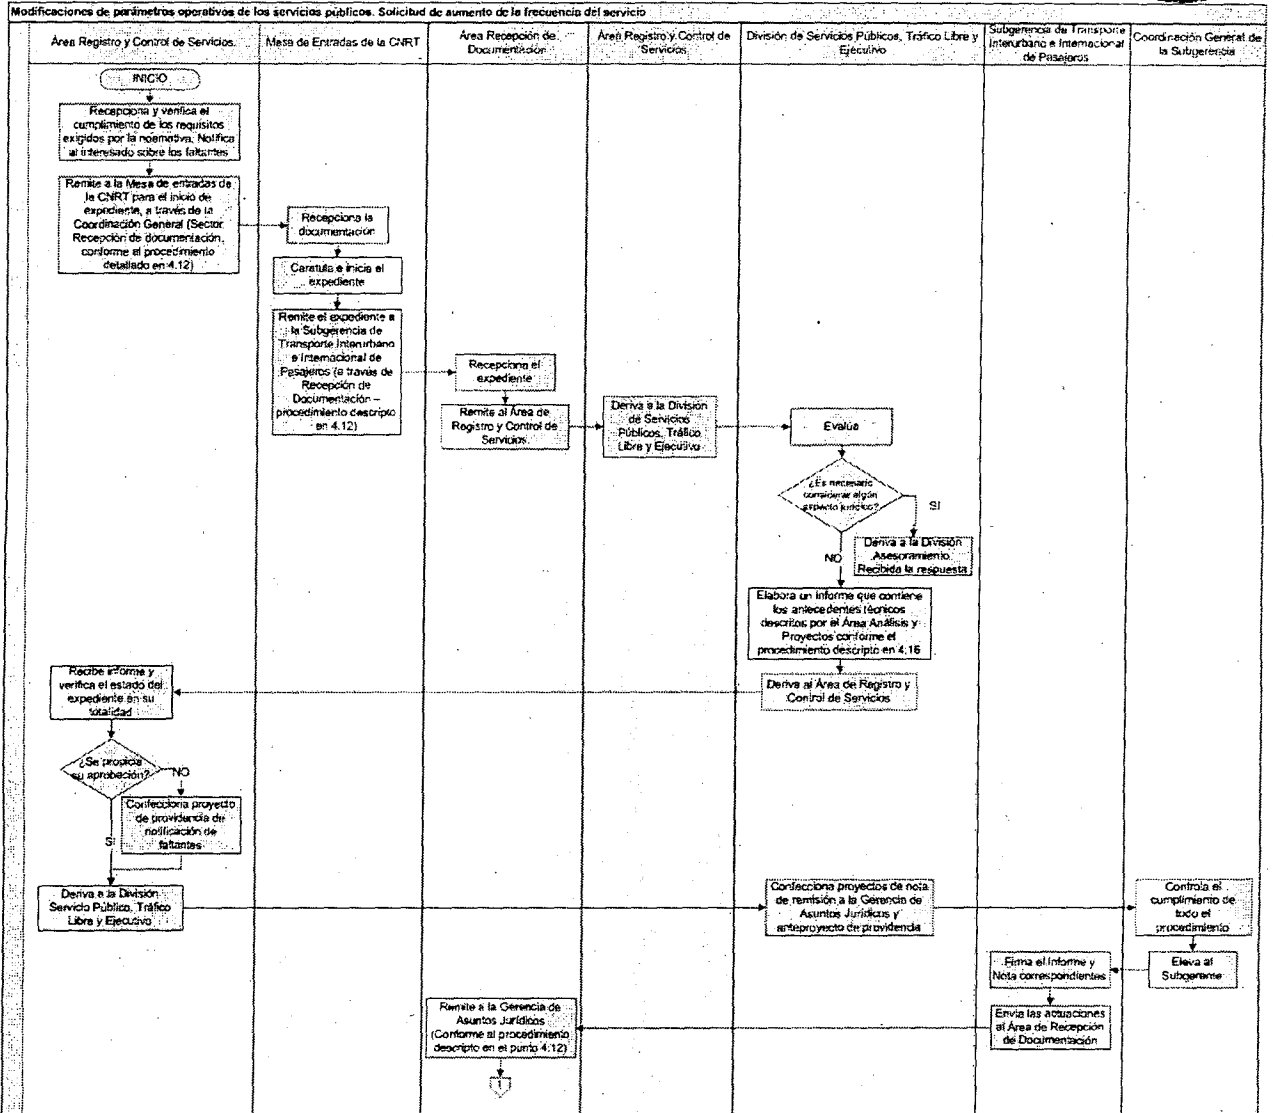 Modificaciones de parámetros operativos de los servicios públicos. Solicitud de aumento de la frecuencia del servicio
Área Registro y Control de Servicios.
Mesa de Entradas de la CNRT
Área Recepción de
Documentación
Área Registro y Control de
Servicios
División de Servicios Públicos, Tráfico Libre y
Ejecutivo
Subgerencia de Transporte
Interurbano e Internacional
de Pasajeros
Coordinación General de
la Subgerencia
INICIO
Recepciona y verifica el
cumplimiento de los requisitos
exigidos por la normativa. Notifica
al interesado sobre los faltantes
Remite a la Mesa de entradas de
la CNRT para el inicio de
expediente, a través de la
Coordinación General (Sector
Recepción de documentación,
conforme el procedimiento
detallado en 4.12)
Recepciona la
documentación
Caratula e inicia el
expediente
Remite el expediente a
la Subgerencia de
Transporte Interurbano
e Internacional de
Pasajeros (a través de
Recepción de
Documentación –
procedimiento descripto
en 4.12)
Recepciona el
expediente
Remite al Área de
Registro y Control de
Servicios.
Deriva a la División
de Servicios
Públicos, Tráfico
Libre y Ejecutivo
Evalúa
¿Es necesario
considerar algún
aspecto jurídico?
SI
NO
Deriva a la División
Asesoramiento.
Recibida la respuesta
Elabora un informe que contiene
los antecedentes técnicos
descritos por el Área Análisis y
Proyectos conforme el
procedimiento descripto en 4.16
Deriva al Área de Registro y
Control de Servicios
Recibe informe y
verifica el estado del
expediente en su
totalidad
¿Se propicia
su aprobación?
NO
Confecciona proyecto
de providencia de
notificación de
faltantes
SI
Deriva a la División
Servicio Público, Tráfico
Libre y Ejecutivo
Confecciona proyectos de nota
de remisión a la Gerencia de
Asuntos Jurídicos y
anteproyecto de providencia
Controla el
cumplimiento de
todo el
procedimiento
Eleva al
Subgerente
Firma el Informe y
Nota correspondientes
Envía las actuaciones
al Área de Recepción
de Documentación
Remite a la Gerencia de
Asuntos Jurídicos
(Conforme al procedimiento
descripto en el punto 4.12)
1